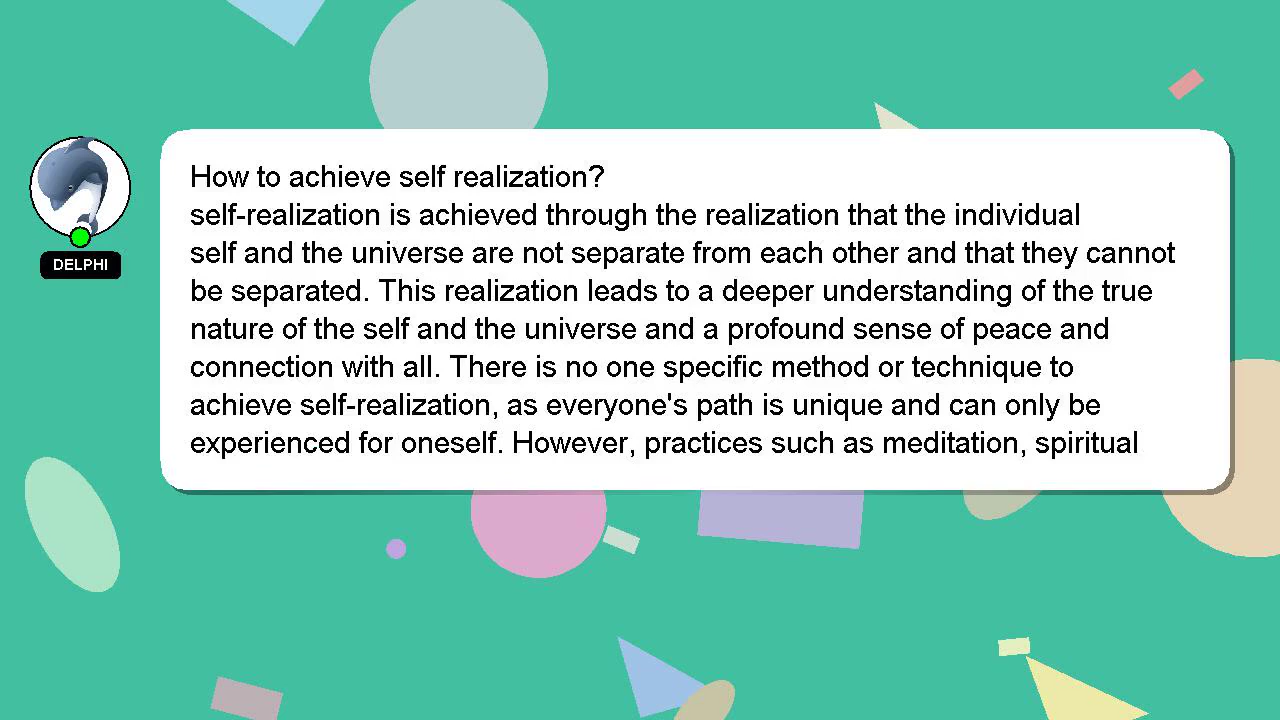 DELPHI
How to achieve self realization?
self-realization is achieved through the realization that the individual
self and the universe are not separate from each other and that they cannot
be separated. This realization leads to a deeper understanding of the true
nature of the self and the universe and a profound sense of peace and
connection with all. There is no one specific method or technique to
achieve self-realization, as everyone's path is unique and can only be
experienced for oneself. However, practices such as meditation, spiritual